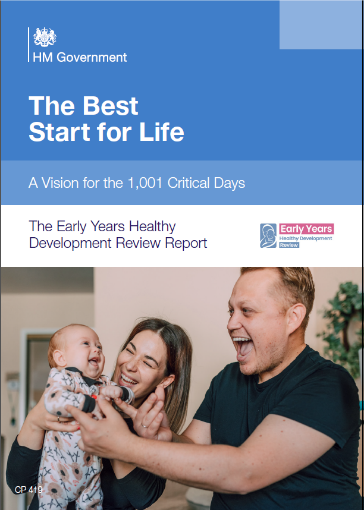 HM Government
The Best
Start for Life
A Vision for the 1,001 Critical Days
The Early Years Healthy
Development Review Report
Early Years
Healthy Development
Review
CP 419